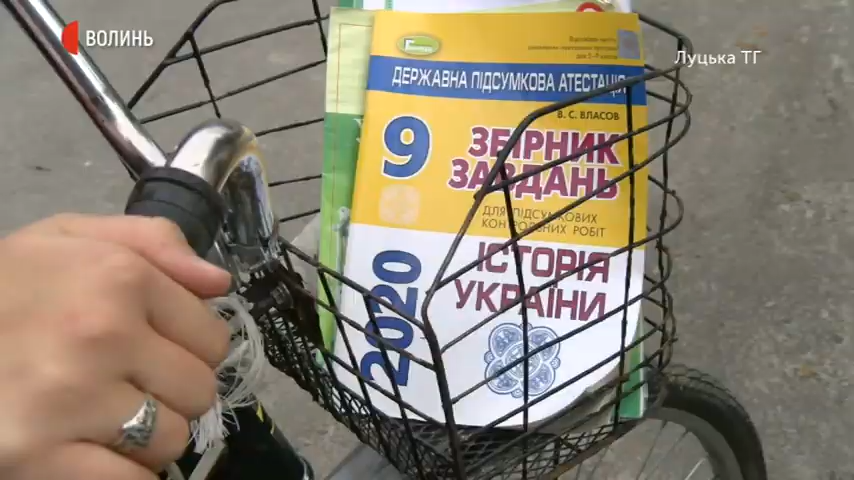 ВОЛИНЬ
Луцька ТГ
ДЕРЖАВНА ПІДСУМКОВА АТЕСТАЦІЯ
В. С. ВЛАСОВ
9
ЗБІРНИК
ЗАВДАНЬ
ДЛЯ ПІДСУМКОВИХ
КОНТРОЛЬНИХ РОБІТ
ІСТОРІЯ
УКРАЇНИ
2020